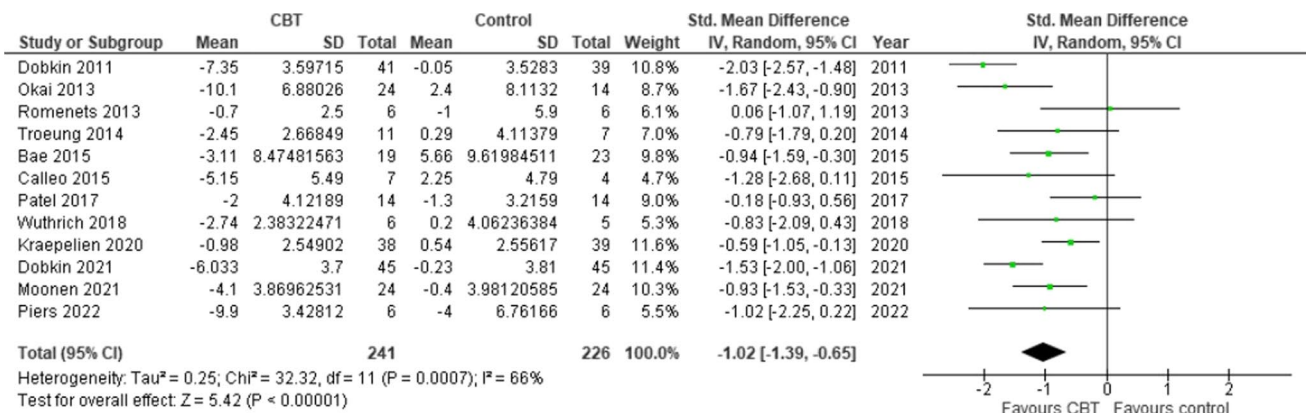 CBT Control Std. Mean Difference Std. Mean Difference
Study or Subgroup Mean SD Total Mean SD Total Weight IV, Random, 95% CI Year IV, Random, 95% CI
Dobkin 2011 -7.35 3.59715 41 -0.05 3.5283 39 10.8% -2.03 [-2.57, -1.48] 2011
Okai 2013 -10.1 6.88026 24 2.4 8.1132 14 8.7% -1.67 [-2.43, -0.90] 2013
Romenets 2013 -0.7 2.5 6 -1 5.9 6 6.1% 0.06 [-1.07, 1.19] 2013
Troeung 2014 -2.45 2.66849 11 0.29 4.11379 7 7.0% -0.79 [-1.79, 0.20] 2014
Bae 2015 -3.11 8.47481563 19 5.66 9.61984511 23 9.8% -0.94 [-1.59, -0.30] 2015
Calleo 2015 -5.15 5.49 7 2.25 4.79 4 4.7% -1.28 [-2.68, 0.11] 2015
Patel 2017 -2 4.12189 14 -1.3 3.2159 14 9.0% -0.18 [-0.93, 0.56] 2017
Wuthrich 2018 -2.74 2.38322471 6 0.2 4.06236384 5 5.3% -0.83 [-2.09, 0.43] 2018
Kraepelien 2020 -0.98 2.54902 38 0.54 2.55617 39 11.6% -0.59 [-1.05, -0.13] 2020
Dobkin 2021 -6.033 3.7 45 -0.23 3.81 45 11.4% -1.53 [-2.00, -1.06] 2021
Moonen 2021 -4.1 3.86962531 24 -0.4 3.98120585 24 10.3% -0.93 [-1.53, -0.33] 2021
Piers 2022 -9.9 3.42812 6 -4 6.76166 6 5.5% -1.02 [-2.25, 0.22] 2022
Total (95% CI) 241 226 100.0% -1.02 [-1.39, -0.65]
Heterogeneity: Tau² = 0.25; Chi² = 32.32, df = 11 (P = 0.0007); I² = 66%
Test for overall effect: Z = 5.42 (P < 0.00001)
-2 -1 0 1 2
Favours CBT Favours control